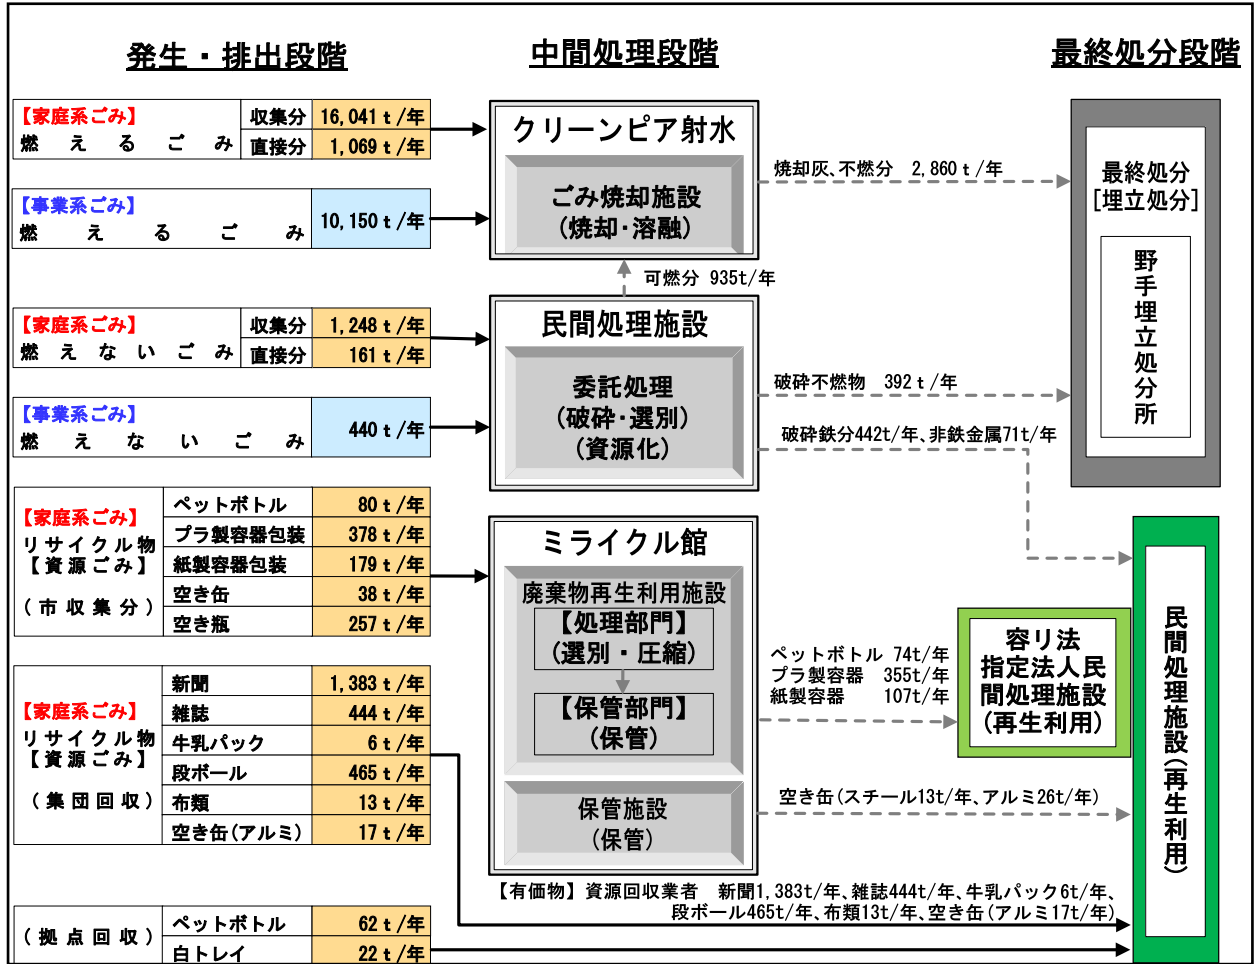 発生・排出段階
中間処理段階
最終処分段階
【家庭系ごみ】
燃えるごみ
収集分 16,041 t /年
直接分 1,069 t /年
【事業系ごみ】
燃えるごみ
10,150 t /年
【家庭系ごみ】
燃えないごみ
収集分 1,248 t /年
直接分 161 t /年
【事業系ごみ】
燃えないごみ
440 t /年
【家庭系ごみ】
リサイクル物
【資源ごみ】
(市収集分)
ペットボトル 80 t /年
プラ製容器包装 378 t /年
紙製容器包装 179 t /年
空き缶 38 t /年
空き瓶 257 t /年
【家庭系ごみ】
リサイクル物
【資源ごみ】
(集団回収)
新聞 1,383 t /年
雑誌 444 t /年
牛乳パック 6 t /年
段ボール 465 t /年
布類 13 t /年
空き缶(アルミ) 17 t /年
(拠点回収)
ペットボトル 62 t /年
白トレイ 22 t /年
クリーンピア射水
ごみ焼却施設
(焼却・溶融)
可燃分 935t/年
民間処理施設
委託処理
(破砕・選別)
(資源化)
ミライクル館
廃棄物再生利用施設
【処理部門】
(選別・圧縮)
【保管部門】
(保管)
保管施設
(保管)
焼却灰、不燃分 2,860 t /年
破砕不燃物 392 t /年
破砕鉄分442t/年、非鉄金属71t/年
ペットボトル 74t/年
プラ製容器 355t/年
紙製容器 107t/年
空き缶(スチール13t/年、アルミ26t/年)
【有価物】資源回収業者 新聞1,383t/年、雑誌444t/年、牛乳パック6t/年、
段ボール465t/年、布類13t/年、空き缶(アルミ17t/年)
最終処分
[埋立処分]
野手埋立処分所
容リ法
指定法人民
間処理施設
(再生利用)
民間処理施設(再生利用)